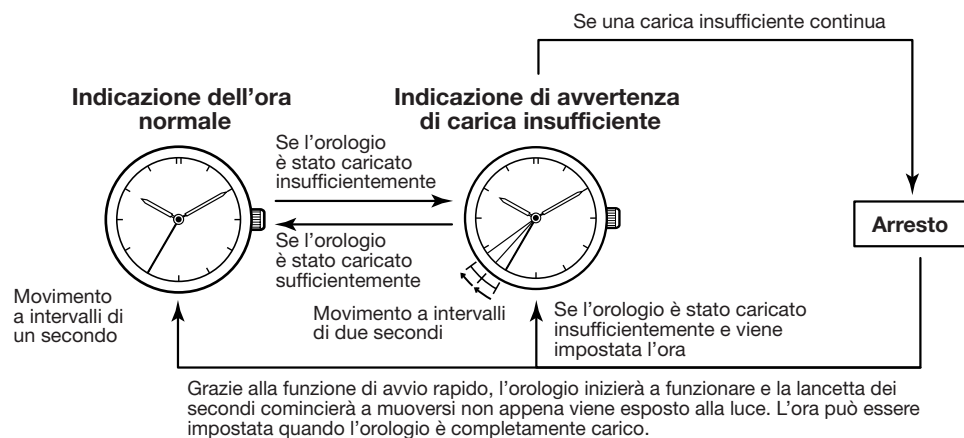 Se una carica insufficiente continua
Indicazione dell'ora
normale
Indicazione di avvertenza
di carica insufficiente
Se l'orologio
è stato caricato
insufficientemente
Se l'orologio
è stato caricato
sufficientemente
Arresto
Movimento
a intervalli di
un secondo
Movimento a intervalli
di due secondi
Se l'orologio è stato caricato
insufficientemente e viene
impostata l'ora
Grazie alla funzione di avvio rapido, l'orologio inizierà a funzionare e la lancetta dei
secondi comincierà a muoversi non appena viene esposto alla luce. L'ora può essere
impostata quando l'orologio è completamente carico.